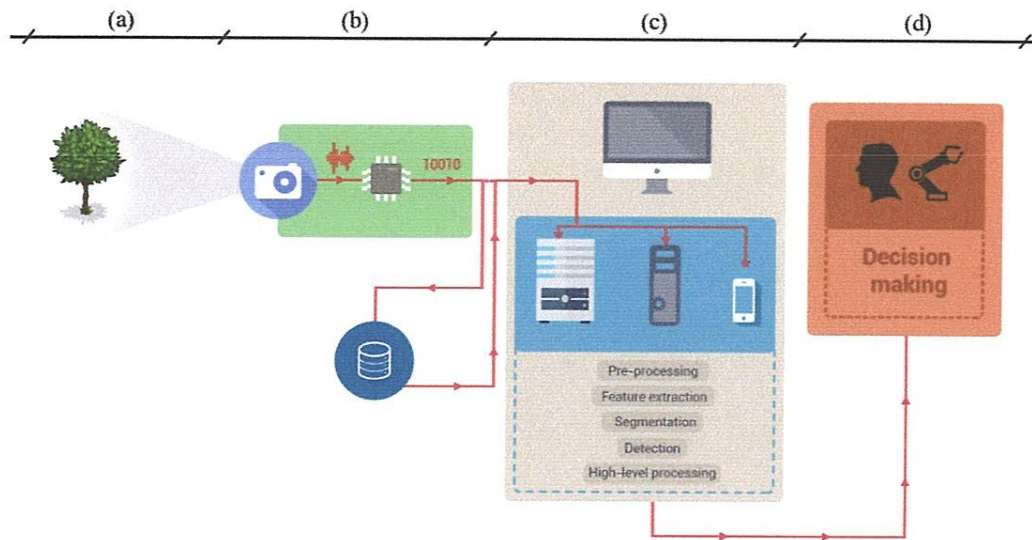 (a)
(b)
(c)
(d)
10010
Decision
making
Pre-processing
Feature extraction
Segmentation
Detection
High-level processing